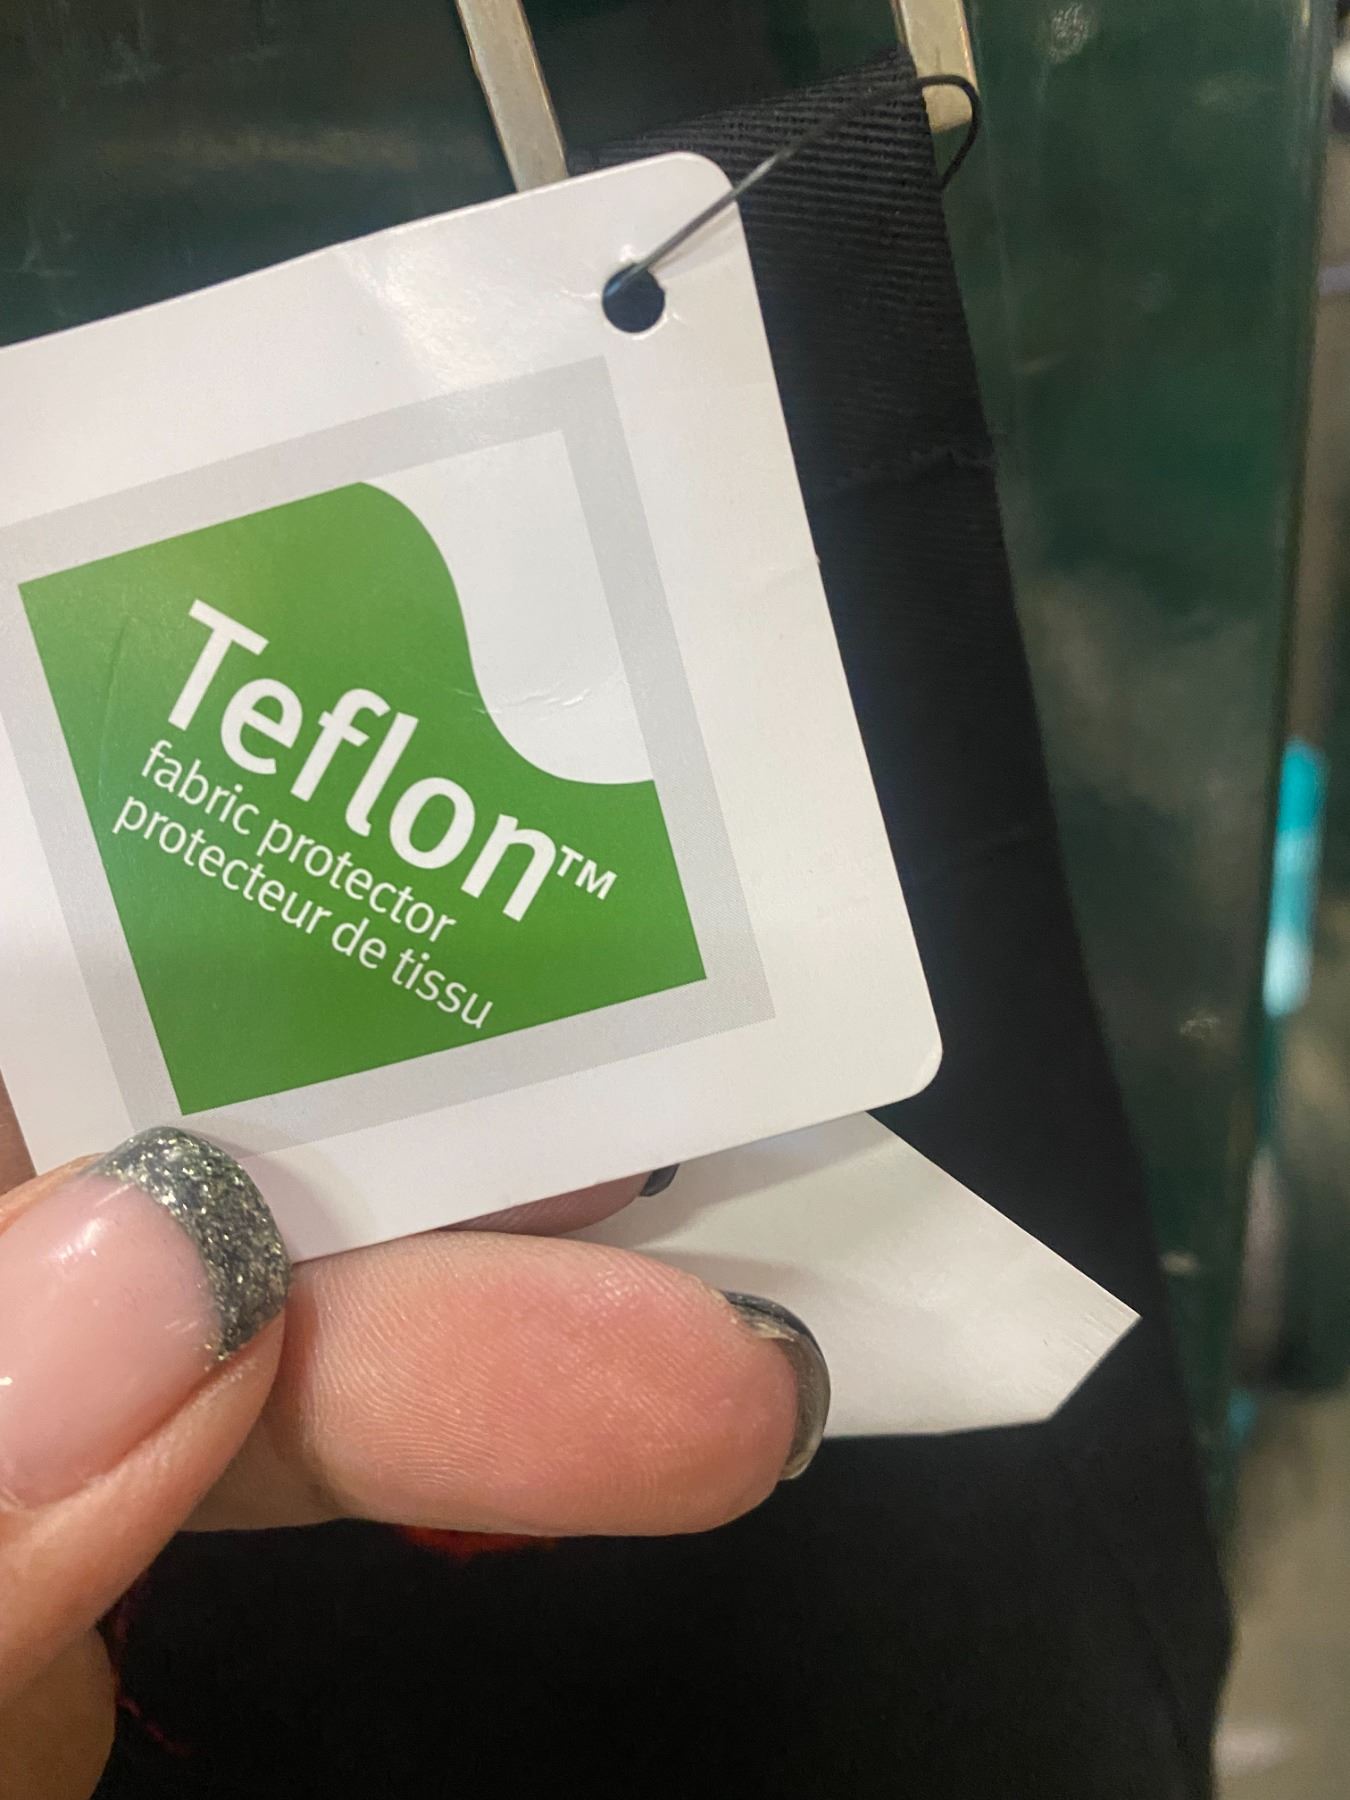 Teflon™
fabric protector
protecteur de tissu